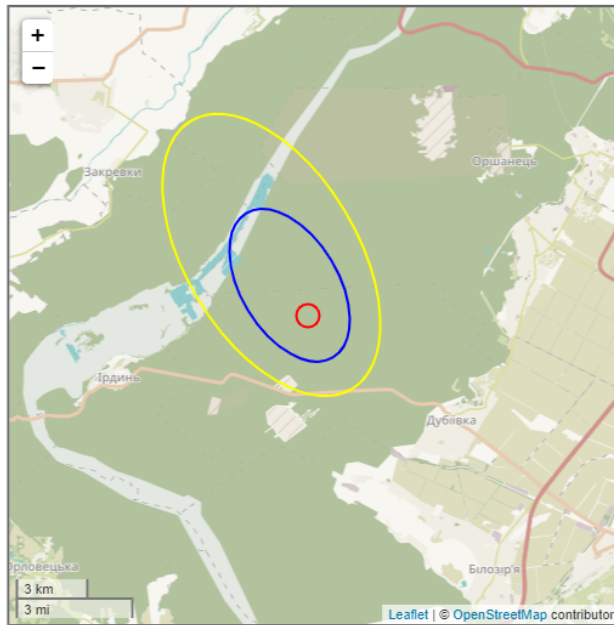 +
−
Закревки
Оршанець
Ірдинь
Дубіївка
Орловецька
Білозір'я
3 km
3 mi
Leaflet | © OpenStreetMap contributor